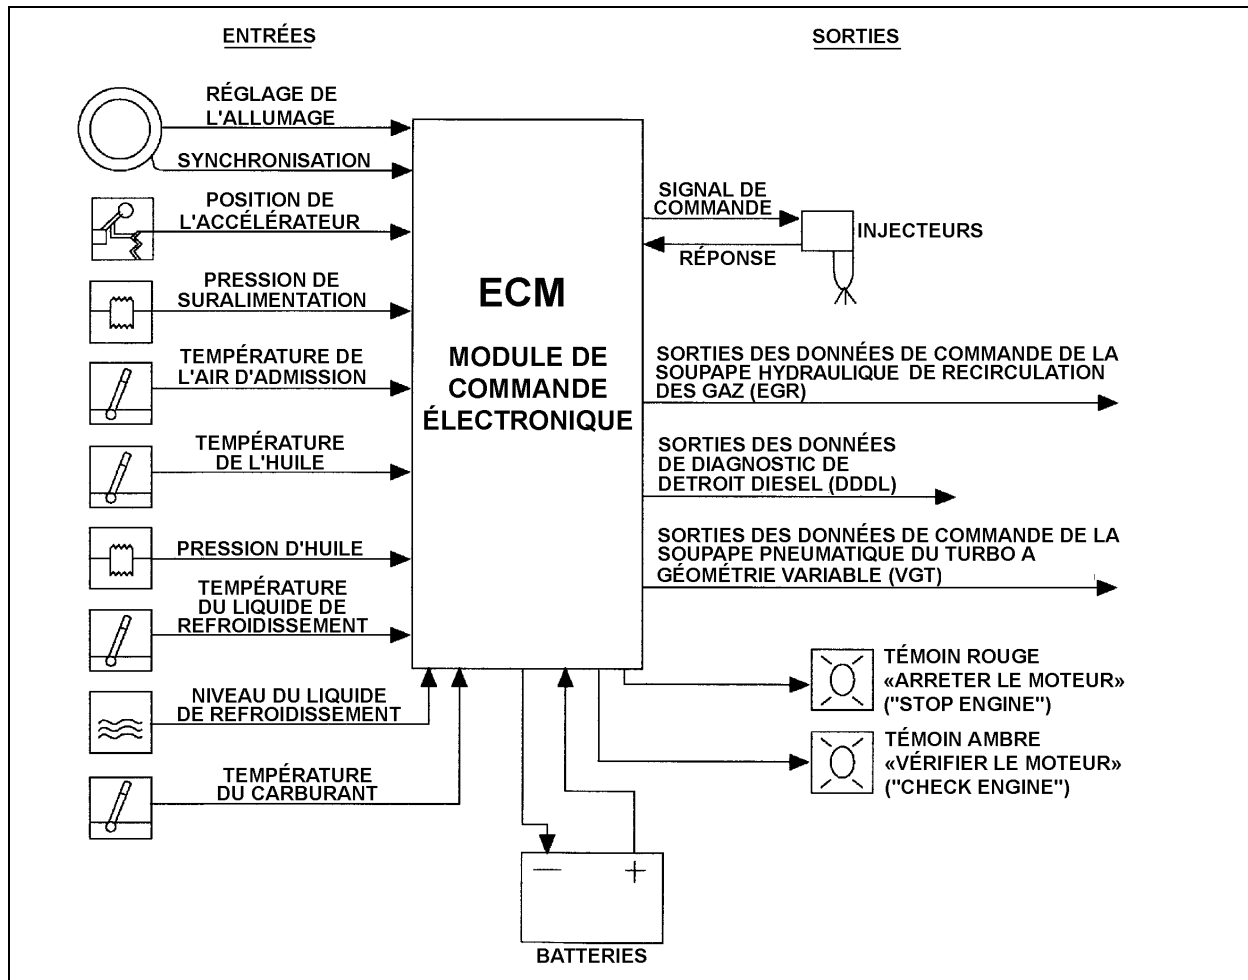 ENTRÉES
SORTIES
RÉGLAGE DE
L'ALLUMAGE
SYNCHRONISATION
POSITION DE
L'ACCÉLÉRATEUR
PRESSION DE
SURALIMENTATION
TEMPÉRATURE DE
L'AIR D'ADMISSION
TEMPÉRATURE
DE L'HUILE
PRESSION D'HUILE
TEMPÉRATURE
DU LIQUIDE DE
REFROIDISSEMENT
NIVEAU DU LIQUIDE
DE REFROIDISSEMENT
TEMPÉRATURE
DU CARBURANT
ECM
MODULE DE
COMMANDE
ÉLECTRONIQUE
SIGNAL DE
COMMANDE
INJECTEURS
RÉPONSE
SORTIES DES DONNÉES DE COMMANDE DE LA
SOUPAPE HYDRAULIQUE DE RECIRCULATION
DES GAZ (EGR)
SORTIES DES DONNÉES
DE DIAGNOSTIC DE
DETROIT DIESEL (DDDL)
SORTIES DES DONNÉES DE COMMANDE DE LA
SOUPAPE PNEUMATIQUE DU TURBO A
GÉOMÉTRIE VARIABLE (VGT)
TÉMOIN ROUGE
«ARRETER LE MOTEUR»
("STOP ENGINE")
TÉMOIN AMBRE
«VÉRIFIER LE MOTEUR»
("CHECK ENGINE")
— +
BATTERIES